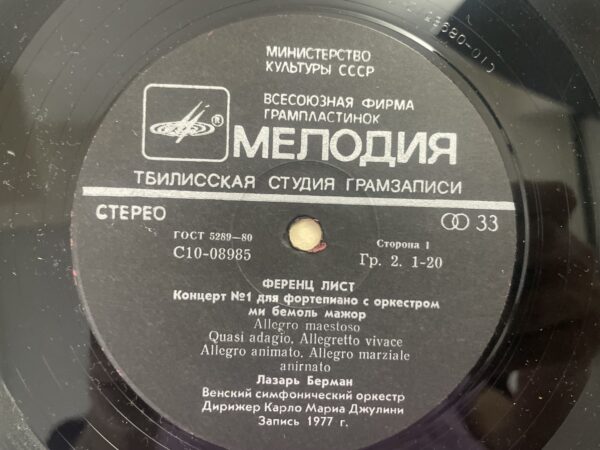 МИНИСТЕРСТВО
КУЛЬТУРЫ СССР
ВСЕСОЮЗНАЯ ФИРМА
ГРАМПЛАСТИНОК
®
МЕЛОДИЯ
ТБИЛИССКАЯ СТУДИЯ ГРАМЗАПИСИ
СТЕРЕО
33
ГОСТ 5289—80
Сторона 1
С10-08985
Гр. 2. 1-20
ФЕРЕНЦ ЛИСТ
Концерт №1 для фортепиано с оркестром
ми бемоль мажор
Allegro maestoso
Quasi adagio, Allegretto vivace
Allegro animato, Allegro marziale
anirnato
Лазарь Берман
Венский симфонический оркестр
Дирижер Карло Мариа Джулини
Запись 1977 г.